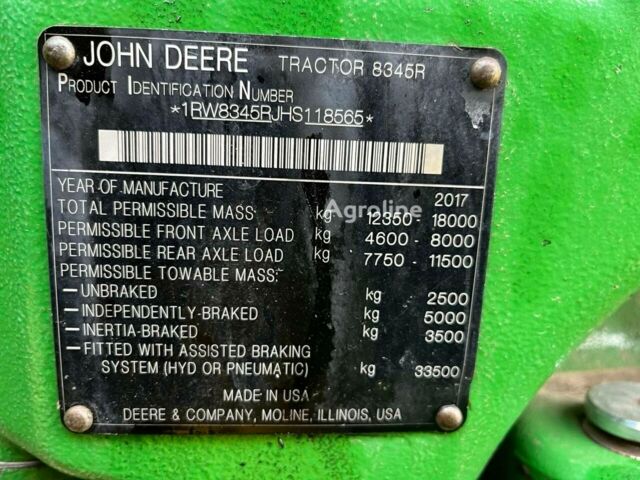 JOHN DEERE TRACTOR 8345R
PRODUCT IDENTIFICATION NUMBER
*1RW8345RJHS118565*
YEAR OF MANUFACTURE 2017
TOTAL PERMISSIBLE MASS kg 12350 - 18000
PERMISSIBLE FRONT AXLE LOAD kg 4600 - 8000
PERMISSIBLE REAR AXLE LOAD kg 7750 - 11500
PERMISSIBLE TOWABLE MASS:
– UNBRAKED kg 2500
– INDEPENDENTLY-BRAKED kg 5000
– INERTIA-BRAKED kg 3500
– FITTED WITH ASSISTED BRAKING
SYSTEM (HYD OR PNEUMATIC) kg 33500
MADE IN USA
DEERE & COMPANY, MOLINE, ILLINOIS, USA
Agroline